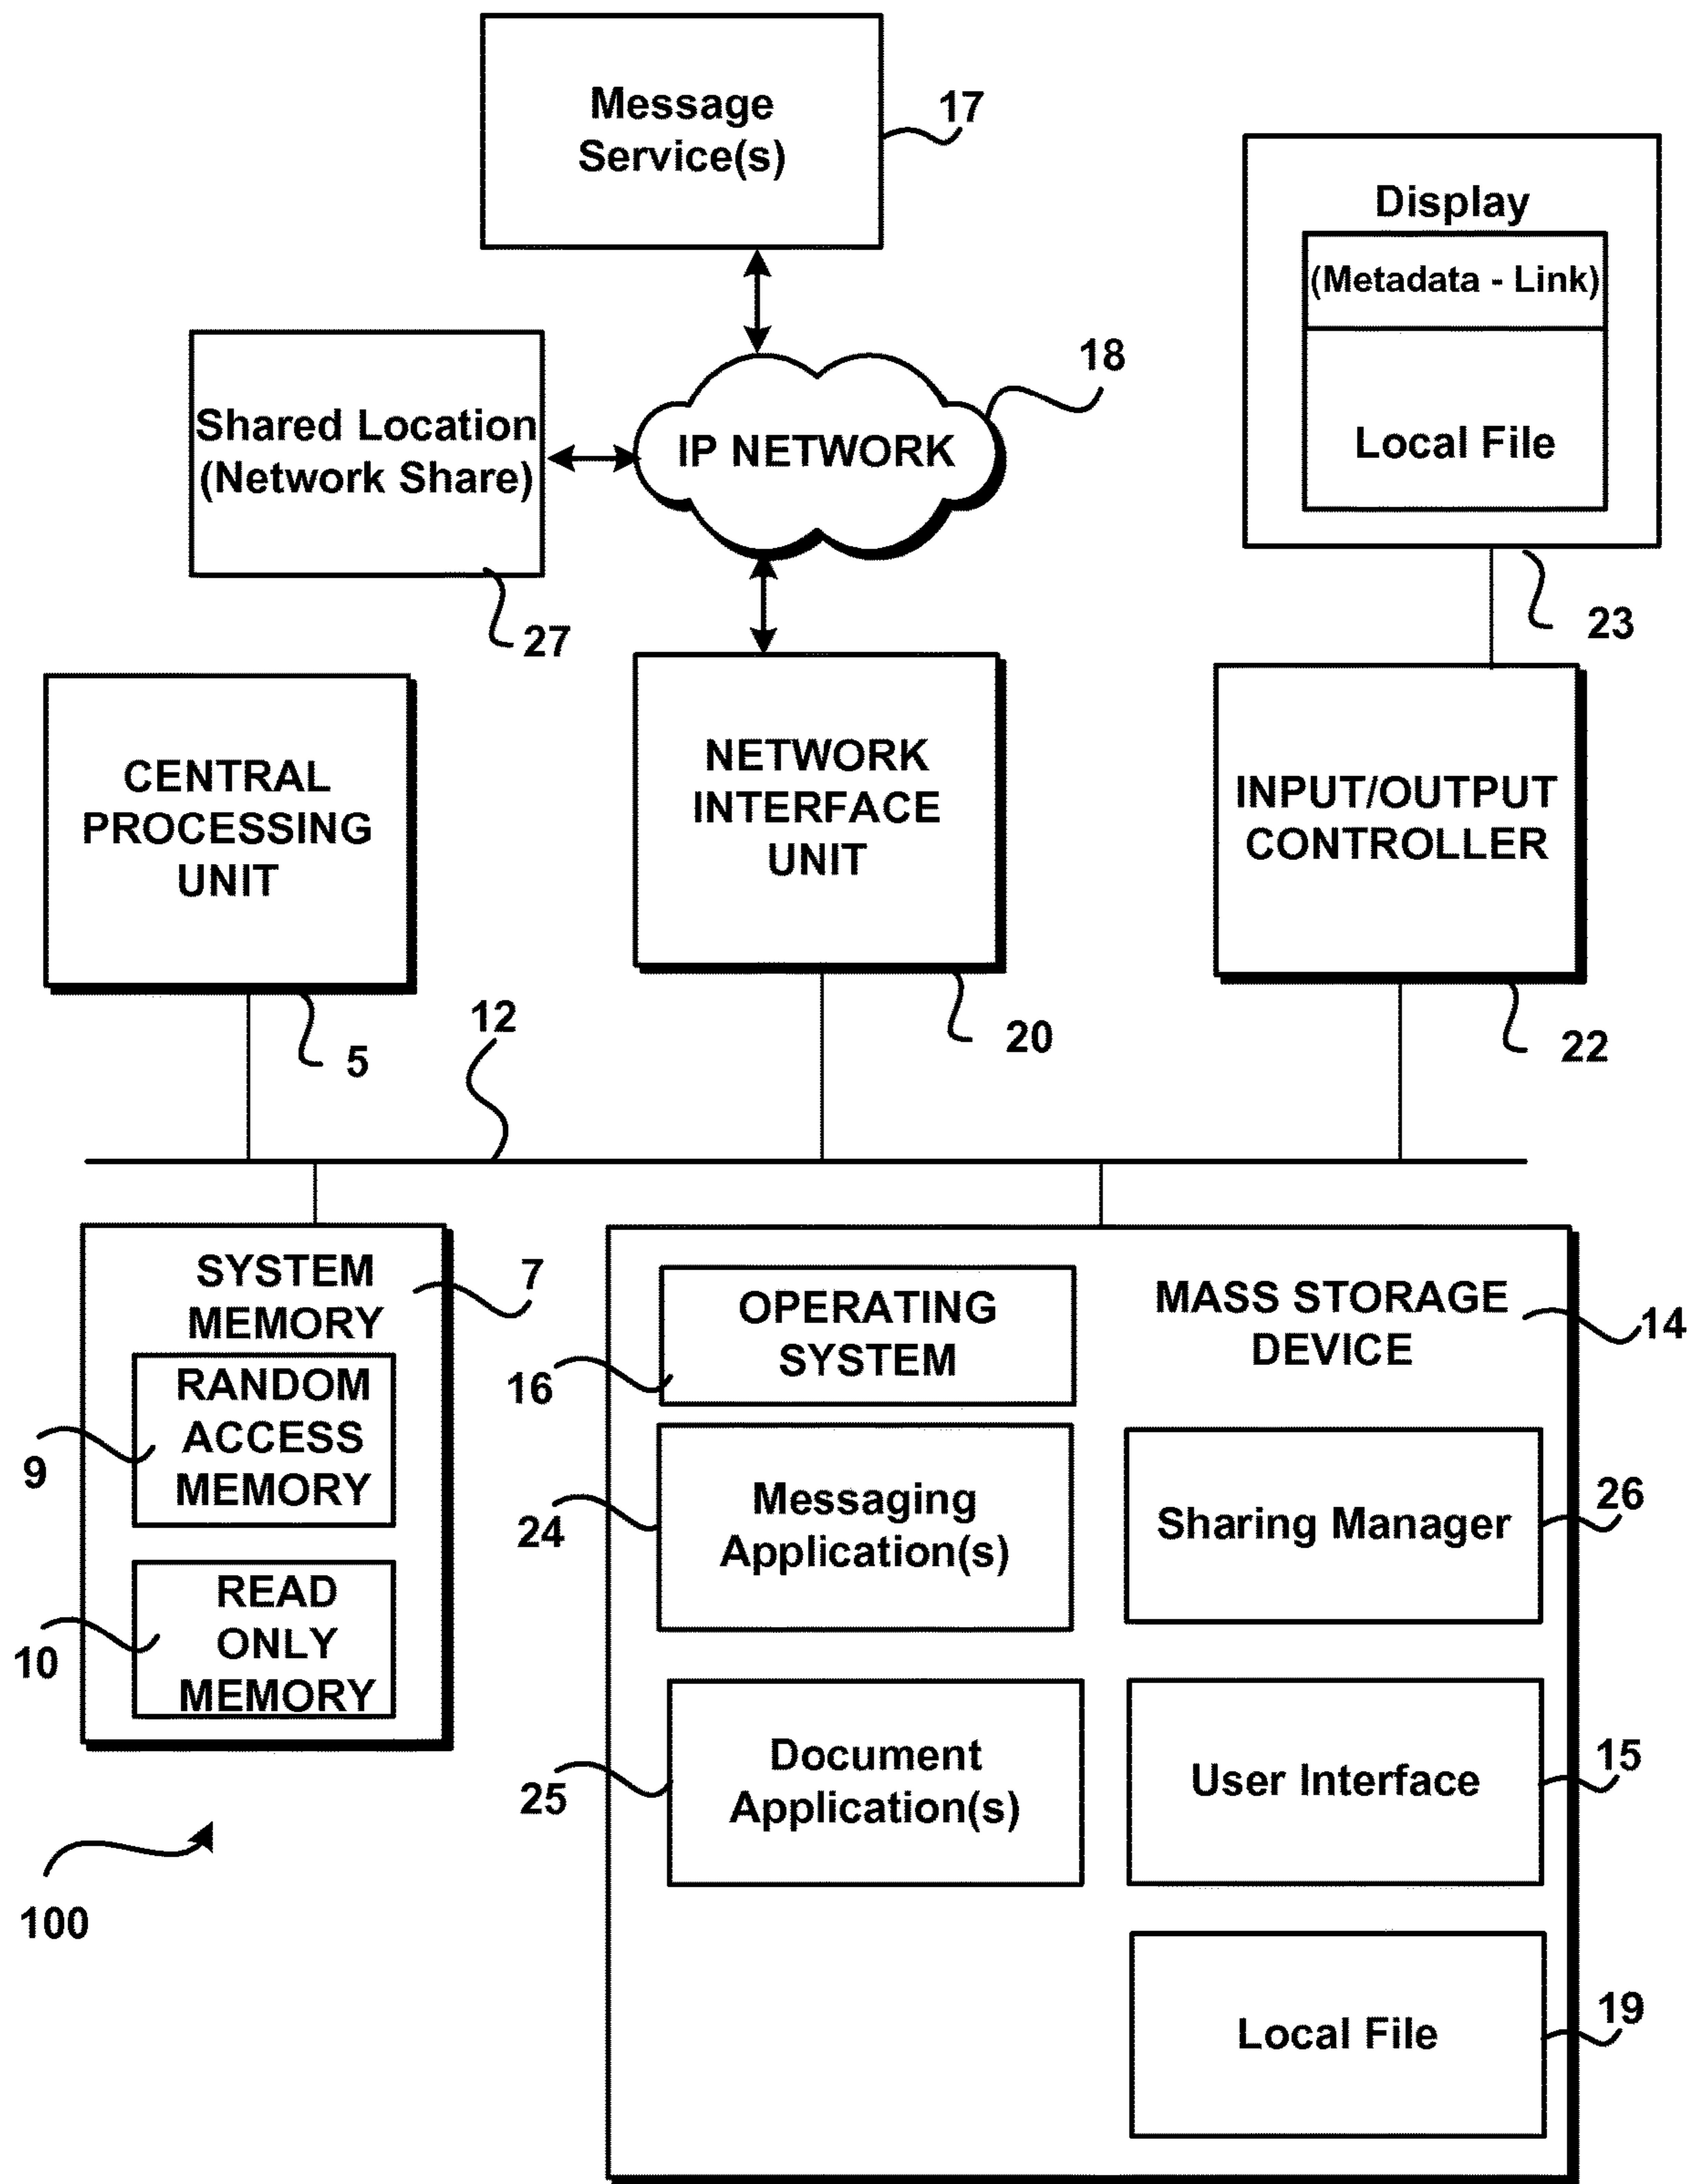 Message
Service(s)
17
Display
(Metadata - Link)
Local File
23
Shared Location
(Network Share)
27
IP NETWORK
18
CENTRAL
PROCESSING
UNIT
5
NETWORK
INTERFACE
UNIT
20
INPUT/OUTPUT
CONTROLLER
22
12
SYSTEM
MEMORY
7
RANDOM
ACCESS
MEMORY
9
READ
ONLY
MEMORY
10
OPERATING
SYSTEM
16
MASS STORAGE
DEVICE
14
Messaging
Application(s)
24
Sharing Manager
26
Document
Application(s)
25
User Interface
15
Local File
19
100